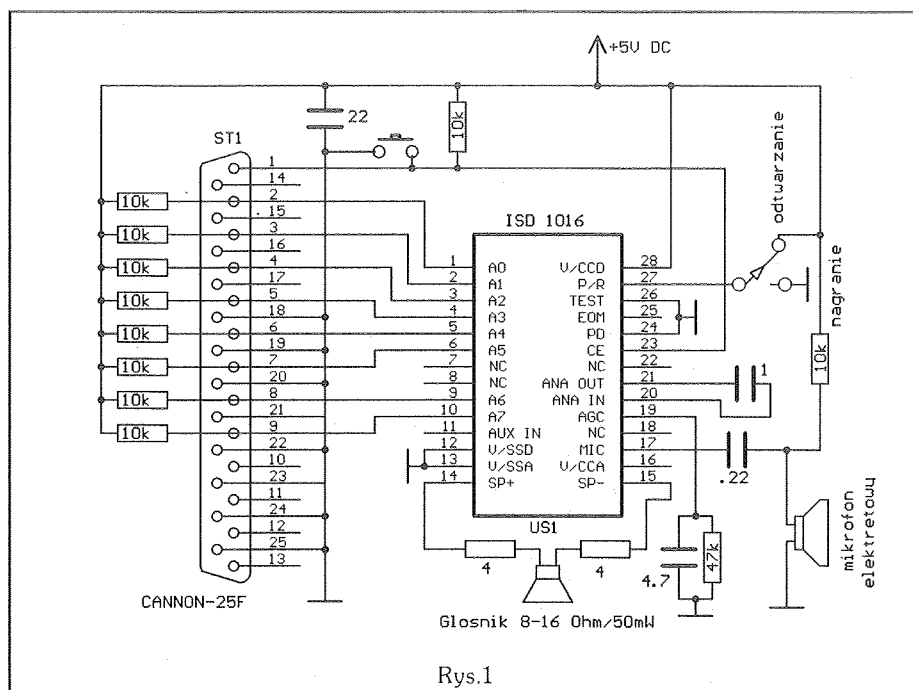 +5V DC
22
10k
ST1
1
14
2
15
3
16
4
17
5
18
6
19
7
20
8
21
9
22
10
23
11
24
12
25
13
10k
10k
10k
10k
10k
10k
10k
10k
CANNON-25F
ISD 1016
1 A0
2 A1
3 A2
4 A3
5 A4
6 A5
7 NC
8 NC
9 A6
10 A7
11 AUX IN
12 V/SSD
13 V/SSA
14 SP+
V/CCD 28
P/R 27
TEST 26
EOM 25
PD 24
CE 23
NC 22
ANA OUT 21
ANA IN 20
AGC 19
NC 18
MIC 17
V/CCA 16
SP- 15
US1
odtwarzanie
nagranie
10k
1
.22
4
4
4.7
47k
mikrofon
elektretowy
Glosnik 8-16 Ohm/50mW
Rys.1